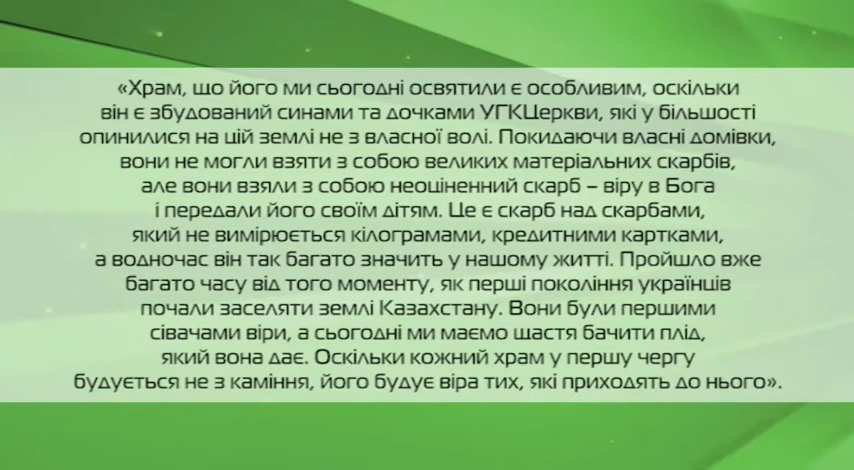 «Храм, що його ми сьогодні освятили є особливим, оскільки
він є збудований синами та дочками УГКЦеркви, які у більшості
опинилися на цій землі не з власної волі. Покидаючи власні домівки,
вони не могли взяти з собою великих матеріальних скарбів,
але вони взяли з собою неоціненний скарб – віру в Бога
і передали його своїм дітям. Це є скарб над скарбами,
який не вимірюється кілограмами, кредитними картками,
а водночас він так багато значить у нашому житті. Пройшло вже
багато часу від того моменту, як перші покоління українців
почали заселяти землі Казахстану. Вони були першими
сівачами віри, а сьогодні ми маємо щастя бачити плід,
який вона дає. Оскільки кожний храм у першу чергу
будується не з каміння, його будує віра тих, які приходять до нього».